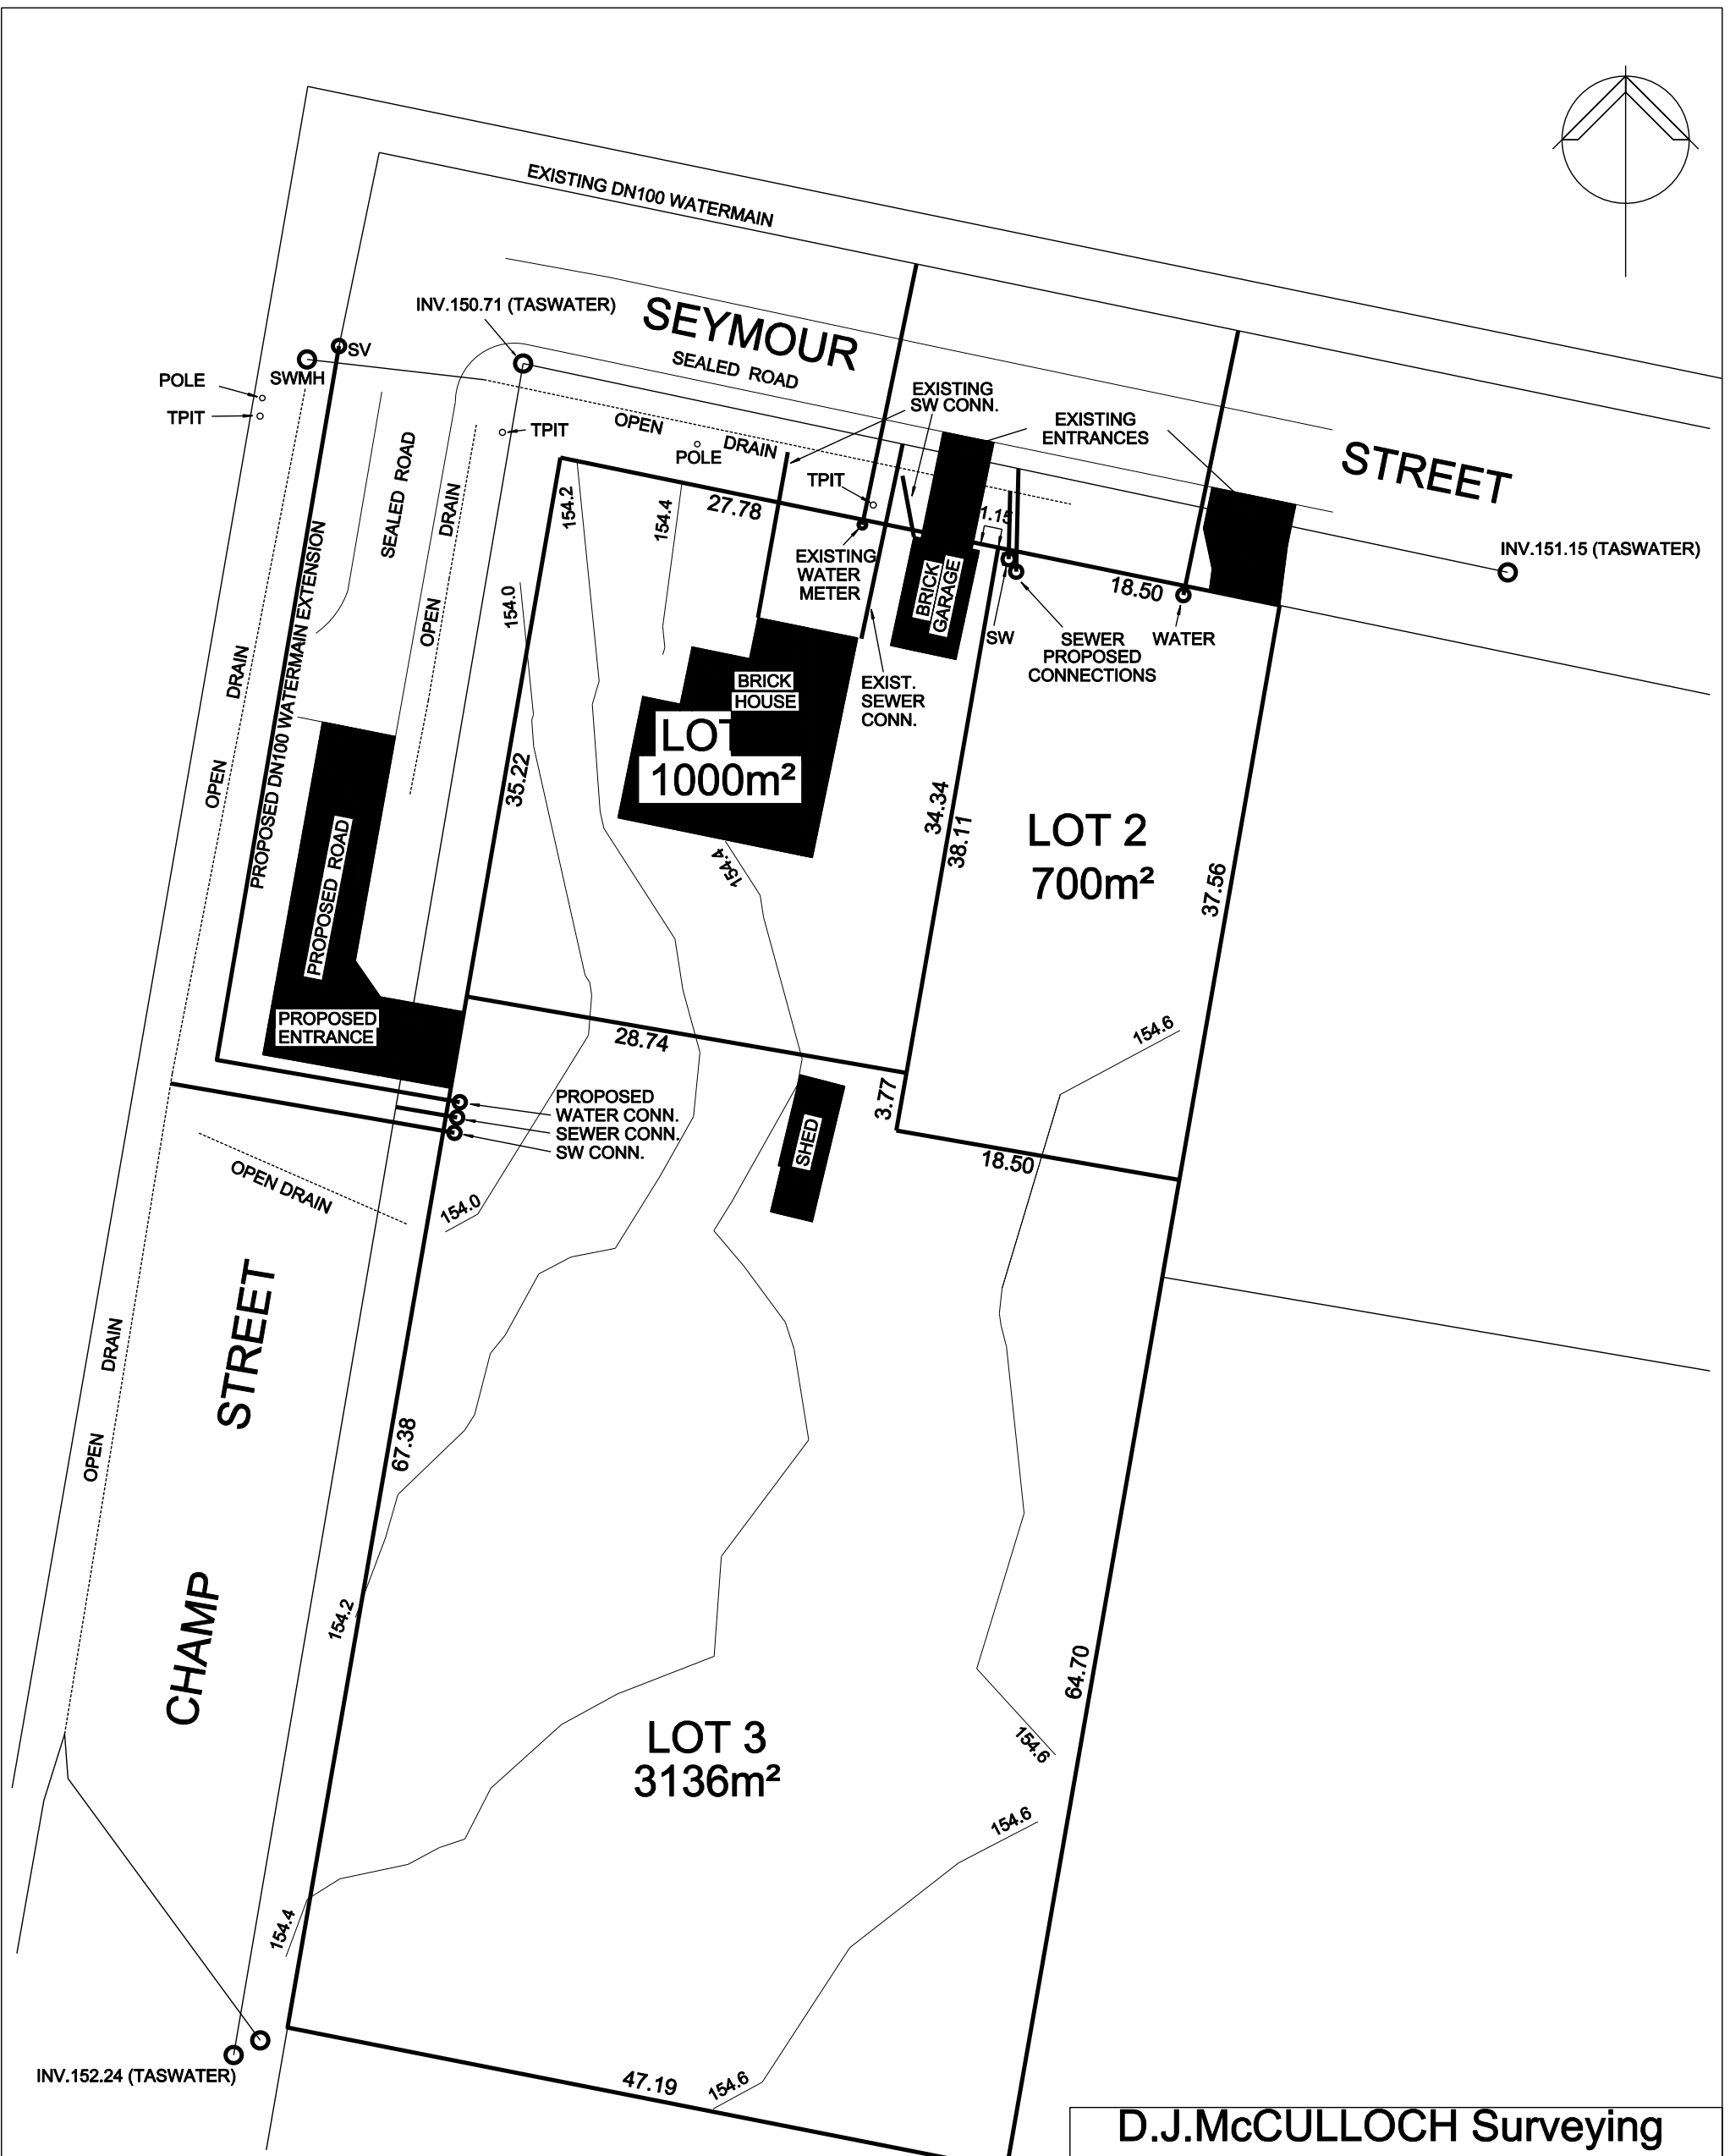 EXISTING DN100 WATERMAIN
INV.150.71 (TASWATER)
SEYMOUR
SEALED ROAD
STREET
SV
SWMH
POLE
TPIT
TPIT
OPEN
DRAIN
POLE
EXISTING
SW CONN.
EXISTING
ENTRANCES
TPIT
INV.151.15 (TASWATER)
SEALED ROAD
OPEN
DRAIN
154.2
154.4
27.78
1.15
18.50
EXISTING
WATER
METER
BRICK
GARAGE
SW
SEWER
PROPOSED
CONNECTIONS
WATER
154.0
PROPOSED DN100 WATERMAIN EXTENSION
OPEN
DRAIN
BRICK
HOUSE
EXIST.
SEWER
CONN.
LOT
1000m²
35.22
34.34
38.11
LOT 2
700m²
37.56
154.4
PROPOSED ROAD
PROPOSED
ENTRANCE
28.74
154.6
3.77
PROPOSED
WATER CONN.
SEWER CONN.
SW CONN.
SHED
18.50
OPEN DRAIN
154.0
OPEN
DRAIN
CHAMP
STREET
67.38
154.2
64.70
154.6
LOT 3
3136m²
154.6
154.4
INV.152.24 (TASWATER)
47.19
154.6
D.J.McCULLOCH Surveying